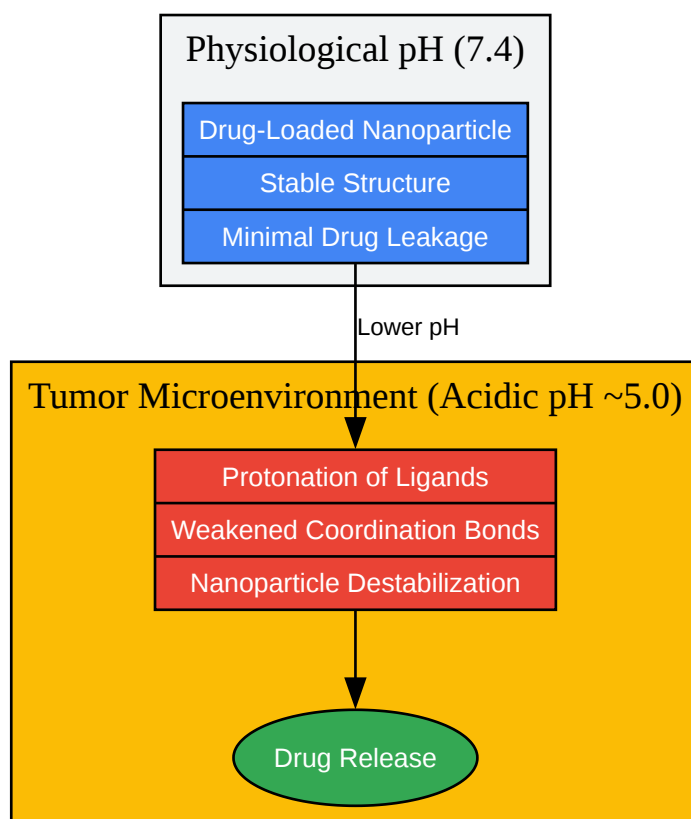 Physiological pH (7.4)
Drug-Loaded Nanoparticle
Stable Structure
Minimal Drug Leakage
Lower pH
Tumor Microenvironment (Acidic pH ~5.0)
Protonation of Ligands
Weakened Coordination Bonds
Nanoparticle Destabilization
Drug Release